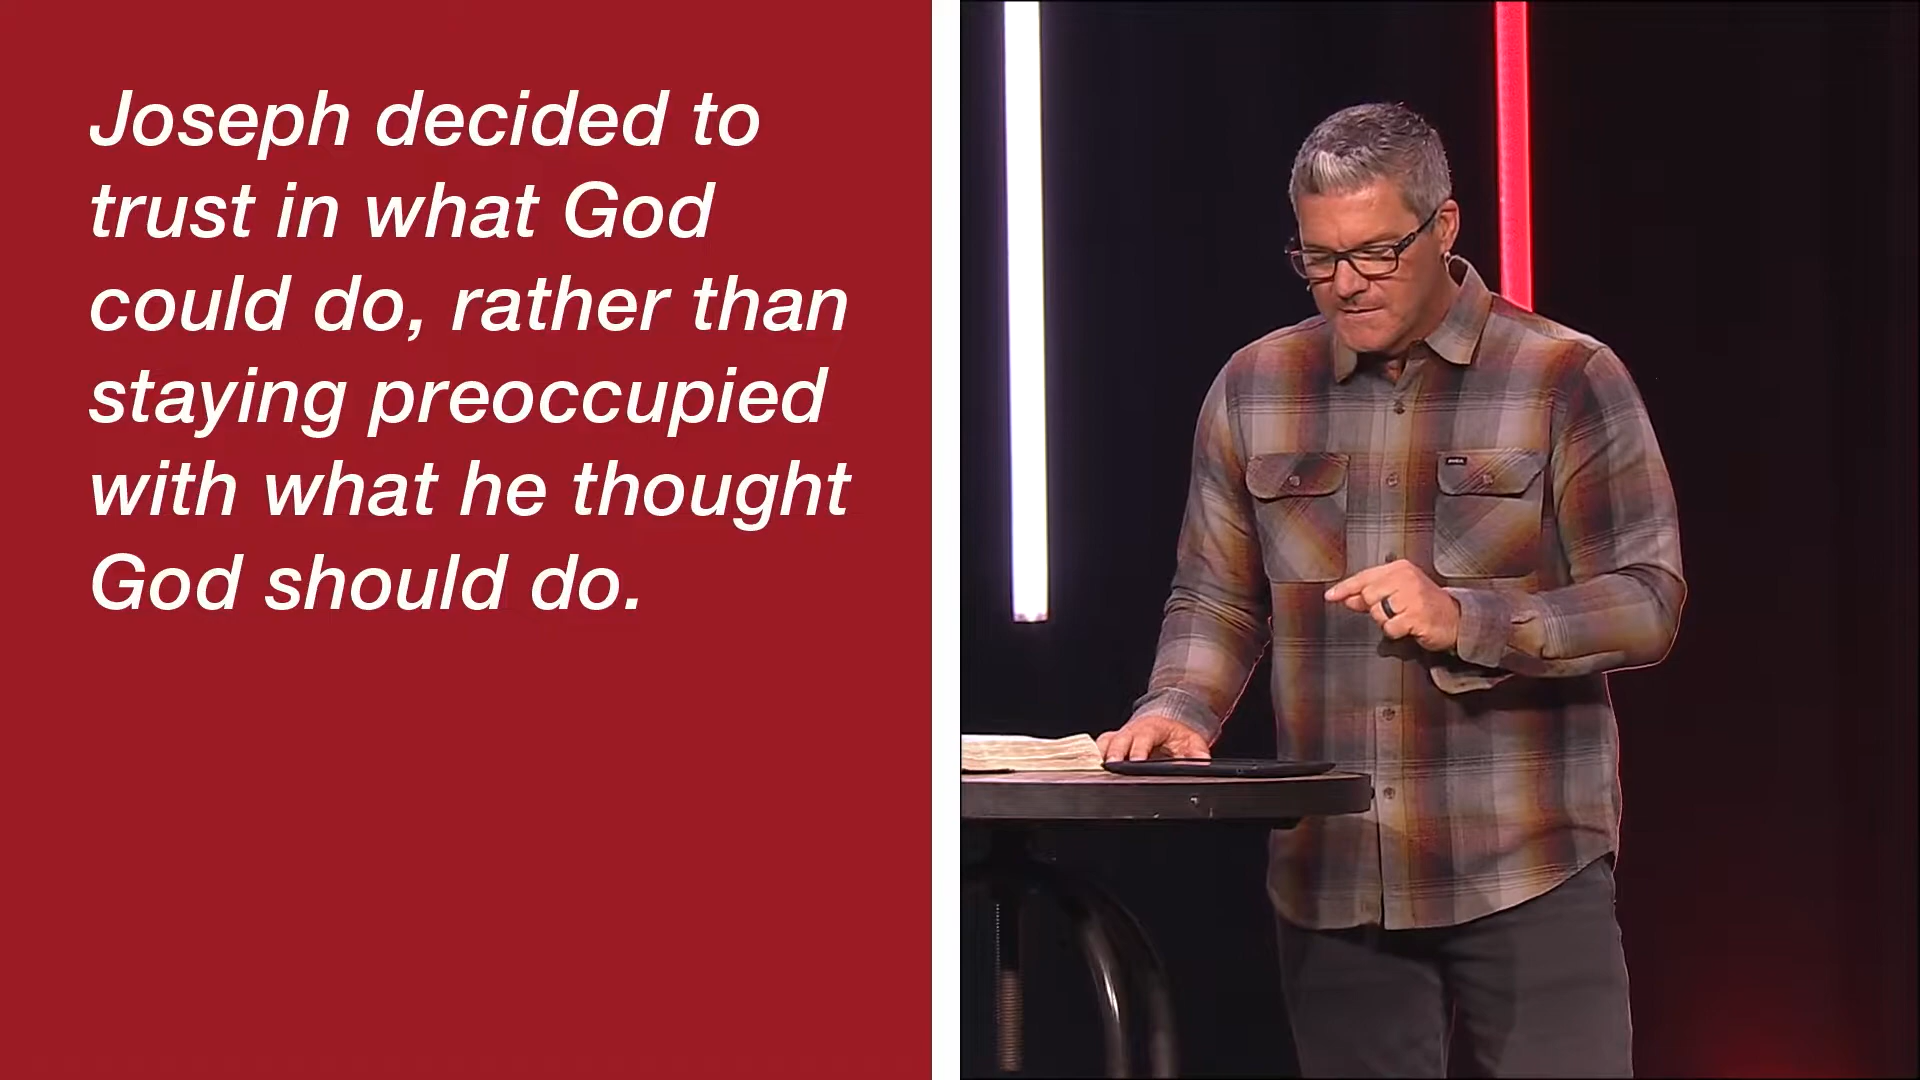 Joseph decided to
trust in what God
could do, rather than
staying preoccupied
with what he thought
God should do.